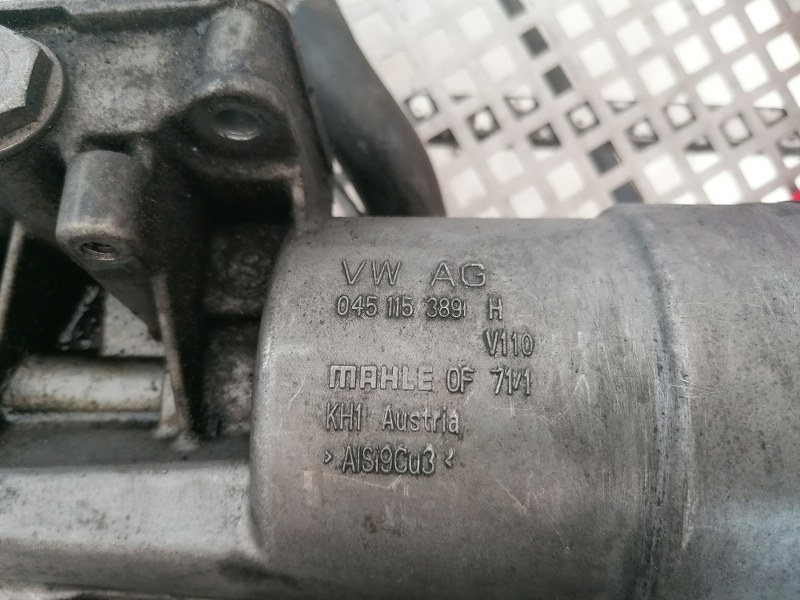 VW AG
045 115 389 H
V110
MAHLE OF 71/1
KH1 Austria
>AlSi9Cu3<